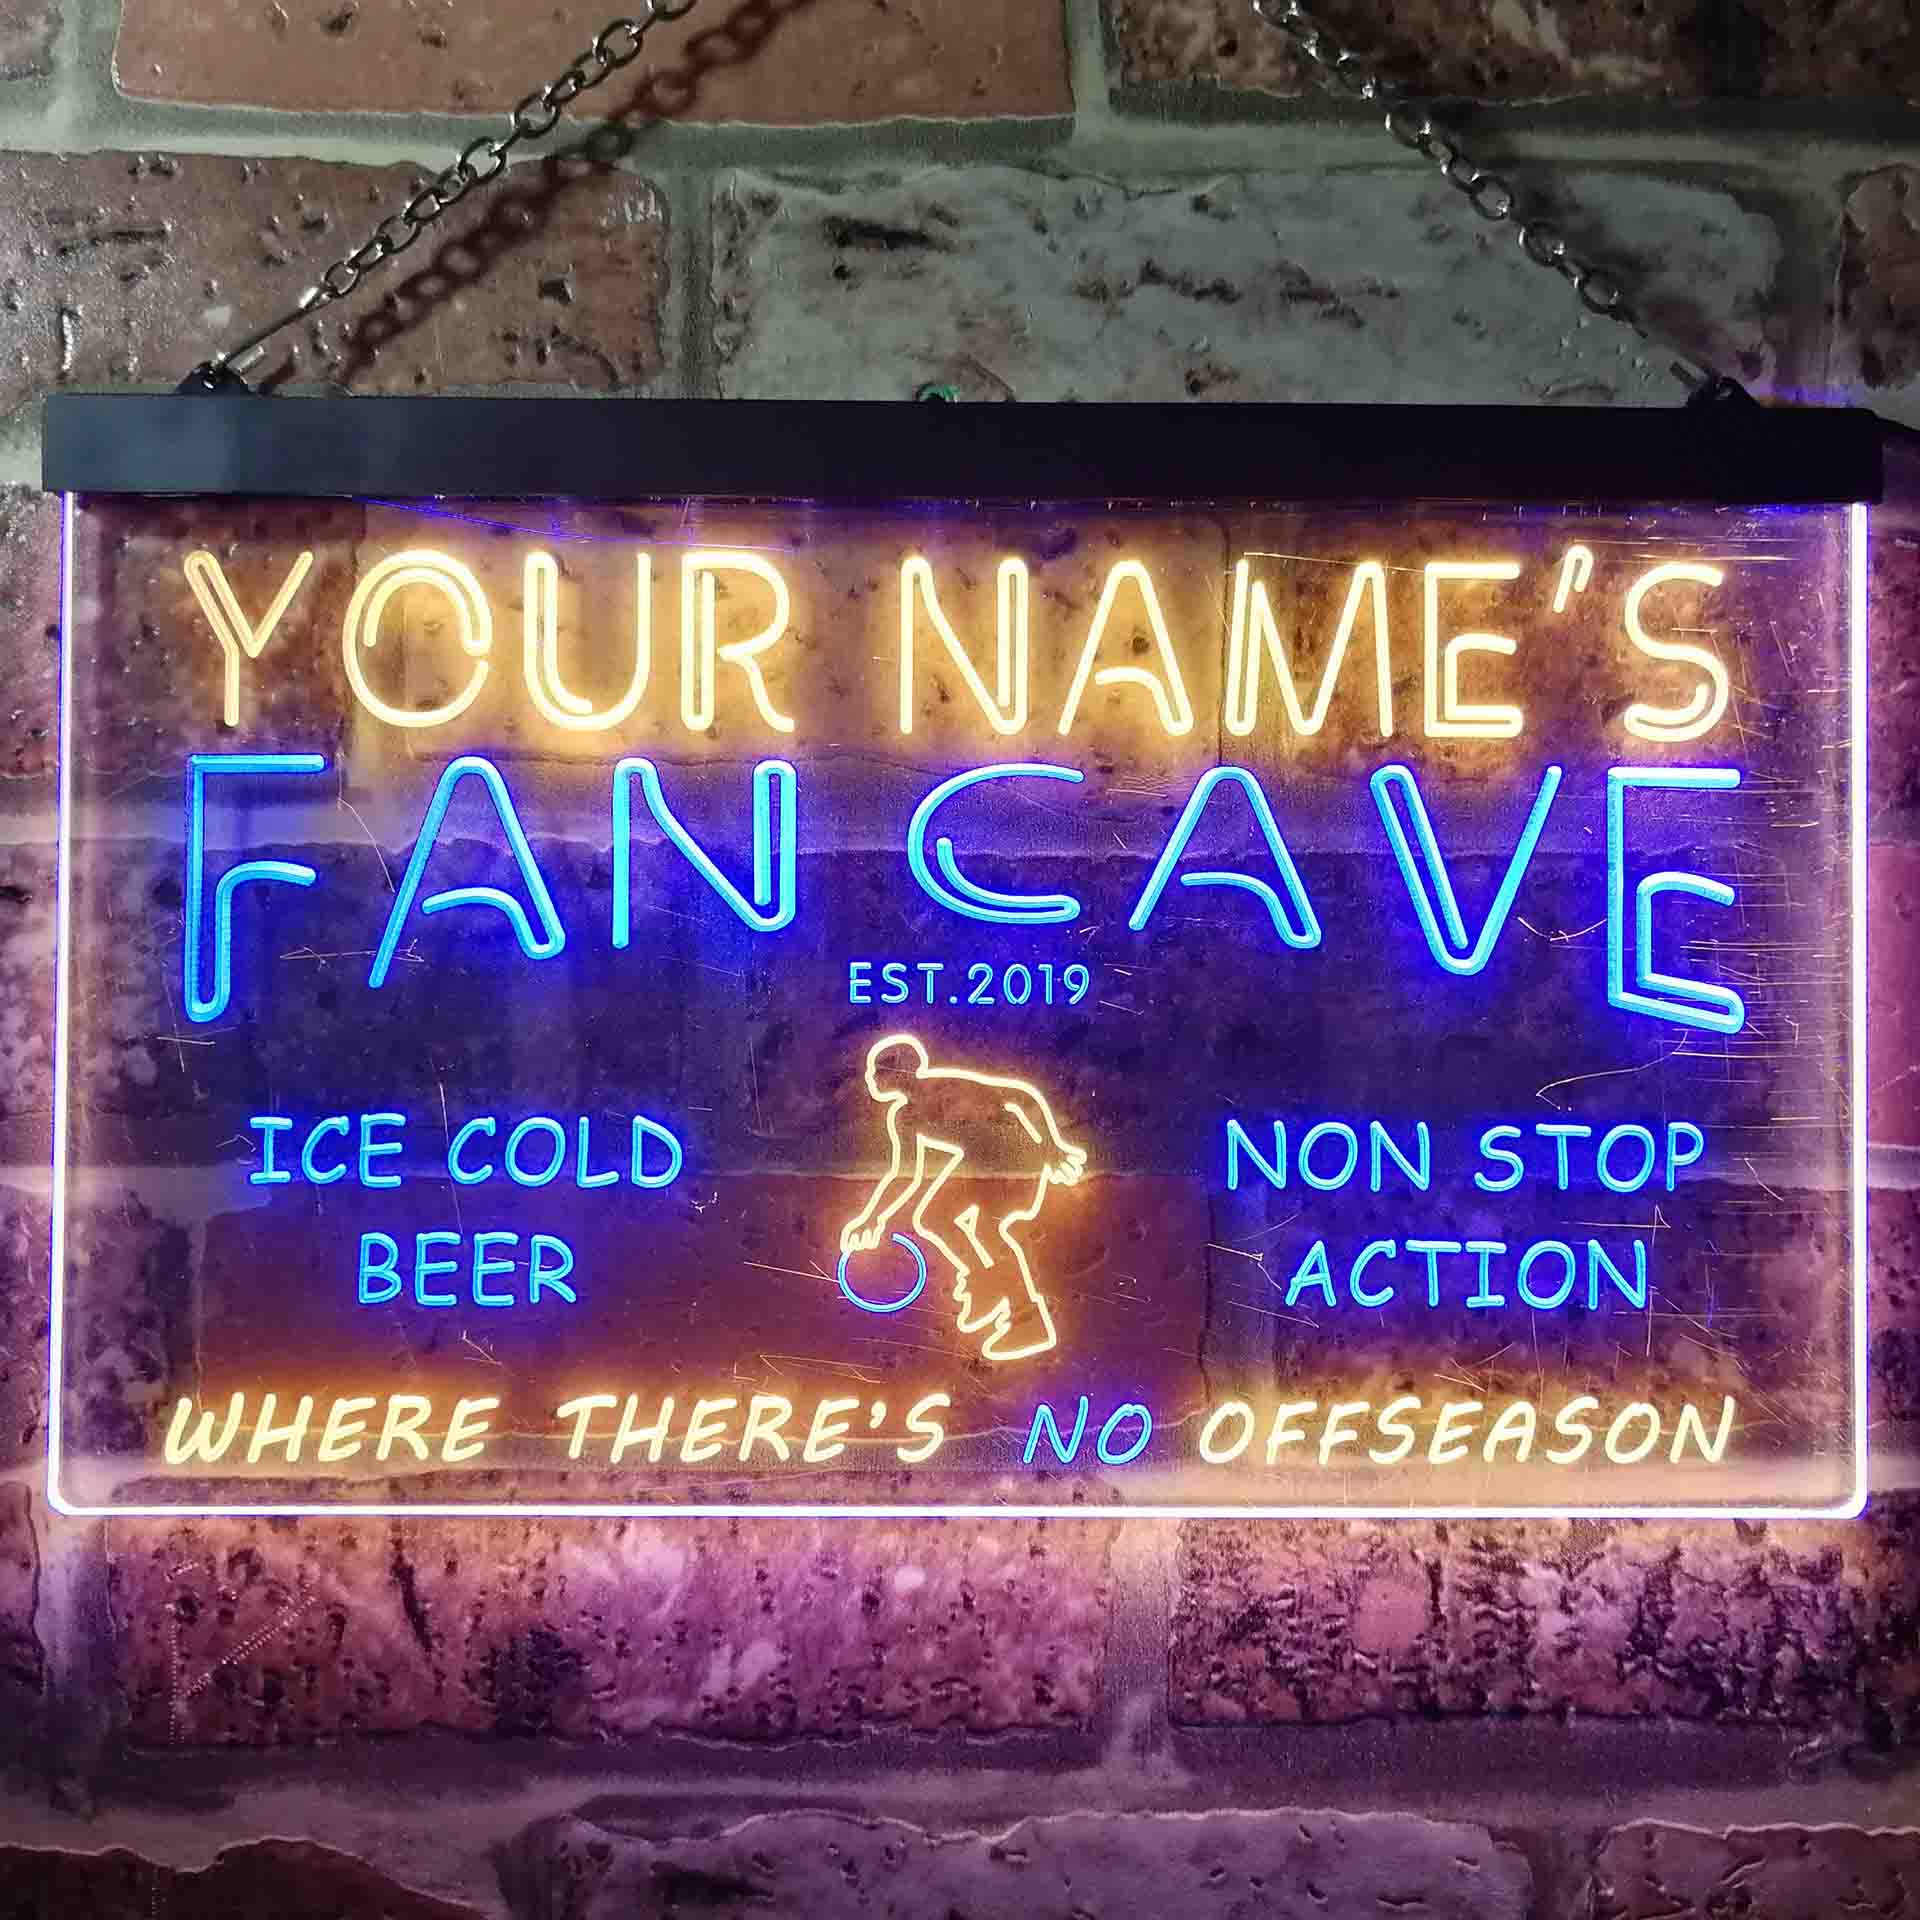 YOUR NAME'S
FAN CAVE
EST.2019
ICE COLD
BEER
NON STOP
ACTION
WHERE THERE'S NO OFFSEASON